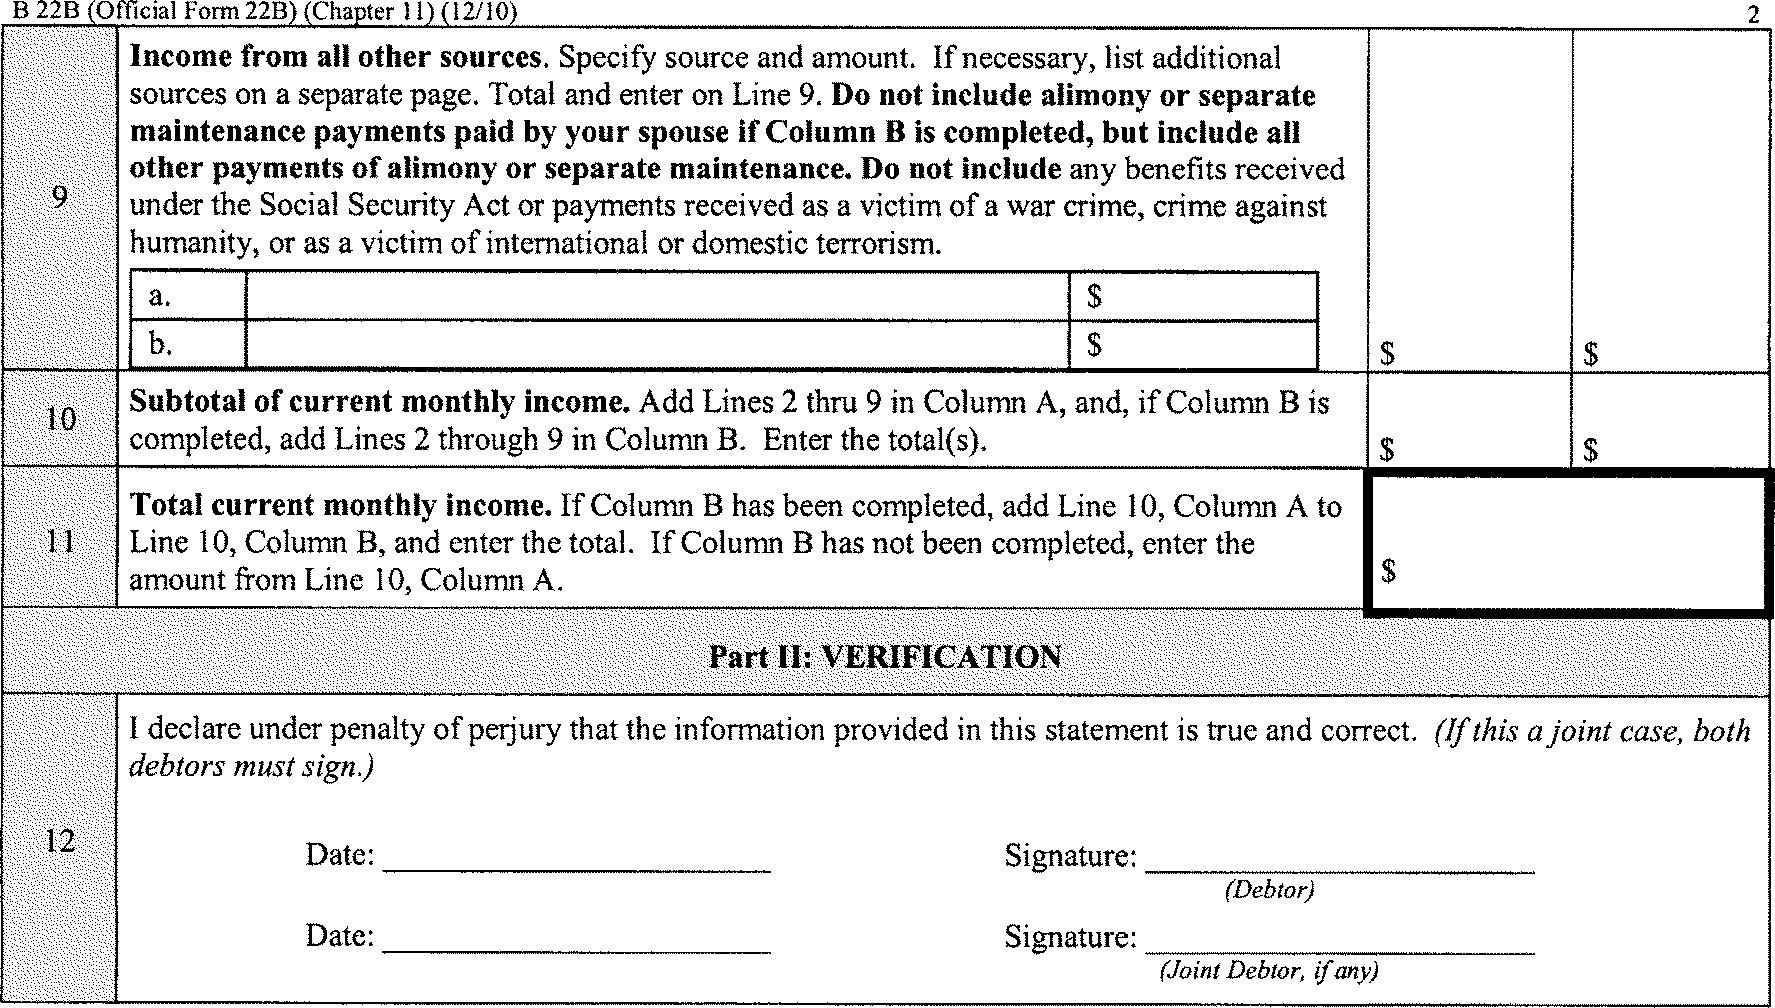 B 22B (Official Form 22B) (Chapter 11) (12/10) 2
Income from all other sources. Specify source and amount. If necessary, list additional
sources on a separate page. Total and enter on Line 9. Do not include alimony or separate
maintenance payments paid by your spouse if Column B is completed, but include all
other payments of alimony or separate maintenance. Do not include any benefits received
under the Social Security Act or payments received as a victim of a war crime, crime against
humanity, or as a victim of international or domestic terrorism.
9
a. $
b. $
$ $
10
Subtotal of current monthly income. Add Lines 2 thru 9 in Column A, and, if Column B is
completed, add Lines 2 through 9 in Column B. Enter the total(s).
$ $
11
Total current monthly income. If Column B has been completed, add Line 10, Column A to
Line 10, Column B, and enter the total. If Column B has not been completed, enter the
amount from Line 10, Column A.
$
Part II: VERIFICATION
12
I declare under penalty of perjury that the information provided in this statement is true and correct. (If this a joint case, both
debtors must sign.)
Date: Signature:
(Debtor)
Date: Signature:
(Joint Debtor, if any)